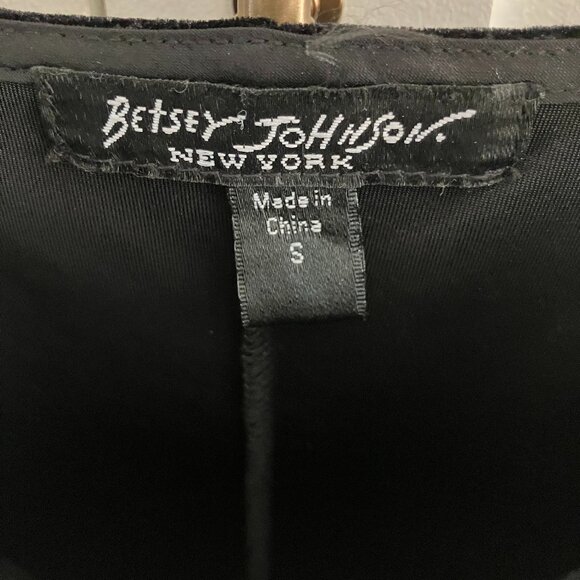 BETSEY JOHNSON.
NEW YORK
Made in
China
S